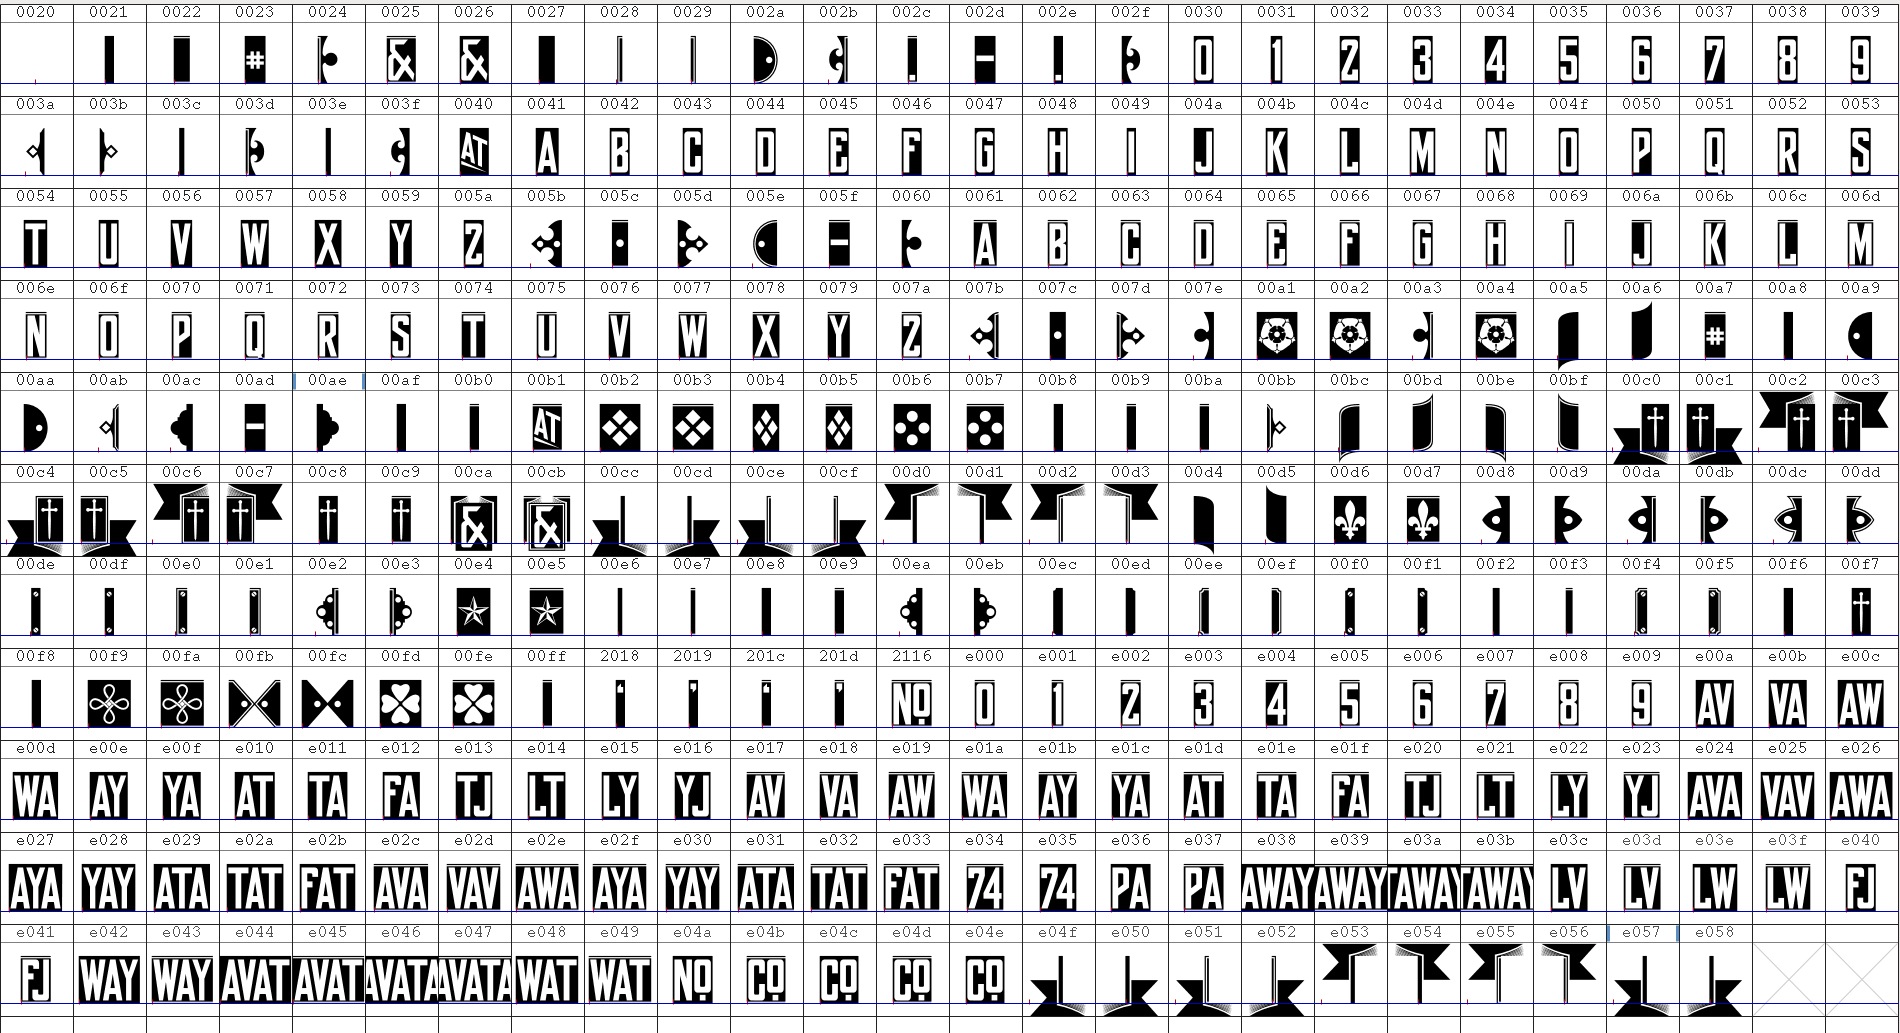 0020 0021 0022 0023 0024 0025 0026 0027 0028 0029 002a 002b 002c 002d 002e 002f 0030 0031 0032 0033 0034 0035 0036 0037 0038 0039
# & & - 0 1 2 3 4 5 6 7 8 9
003a 003b 003c 003d 003e 003f 0040 0041 0042 0043 0044 0045 0046 0047 0048 0049 004a 004b 004c 004d 004e 004f 0050 0051 0052 0053
AT A B C D E F G H I J K L M N O P Q R S
0054 0055 0056 0057 0058 0059 005a 005b 005c 005d 005e 005f 0060 0061 0062 0063 0064 0065 0066 0067 0068 0069 006a 006b 006c 006d
T U V W X Y Z - A B C D E F G H I J K L M
006e 006f 0070 0071 0072 0073 0074 0075 0076 0077 0078 0079 007a 007b 007c 007d 007e 00a1 00a2 00a3 00a4 00a5 00a6 00a7 00a8 00a9
N O P Q R S T U V W X Y Z #
00aa 00ab 00ac 00ad 00ae 00af 00b0 00b1 00b2 00b3 00b4 00b5 00b6 00b7 00b8 00b9 00ba 00bb 00bc 00bd 00be 00bf 00c0 00c1 00c2 00c3
- AT
00c4 00c5 00c6 00c7 00c8 00c9 00ca 00cb 00cc 00cd 00ce 00cf 00d0 00d1 00d2 00d3 00d4 00d5 00d6 00d7 00d8 00d9 00da 00db 00dc 00dd
& &
00de 00df 00e0 00e1 00e2 00e3 00e4 00e5 00e6 00e7 00e8 00e9 00ea 00eb 00ec 00ed 00ee 00ef 00f0 00f1 00f2 00f3 00f4 00f5 00f6 00f7
00f8 00f9 00fa 00fb 00fc 00fd 00fe 00ff 2018 2019 201c 201d 2116 e000 e001 e002 e003 e004 e005 e006 e007 e008 e009 e00a e00b e00c
‘ ’ ‘ ’ No 0 1 2 3 4 5 6 7 8 9 AV VA AW
e00d e00e e00f e010 e011 e012 e013 e014 e015 e016 e017 e018 e019 e01a e01b e01c e01d e01e e01f e020 e021 e022 e023 e024 e025 e026
WA AY YA AT TA FA TJ LT LY YJ AV VA AW WA AY YA AT TA FA TJ LT LY YJ AVA VAV AWA
e027 e028 e029 e02a e02b e02c e02d e02e e02f e030 e031 e032 e033 e034 e035 e036 e037 e038 e039 e03a e03b e03c e03d e03e e03f e040
AYA YAY ATA TAT FAT AVA VAV AWA AYA YAY ATA TAT FAT 74 74 PA PA AWAY AWAY TAWAY TAWAY LV LV LW LW FJ
e041 e042 e043 e044 e045 e046 e047 e048 e049 e04a e04b e04c e04d e04e e04f e050 e051 e052 e053 e054 e055 e056 e057 e058
FJ WAY WAY AVAT AVAT AVATA AVATA WAT WAT No Co Co Co Co